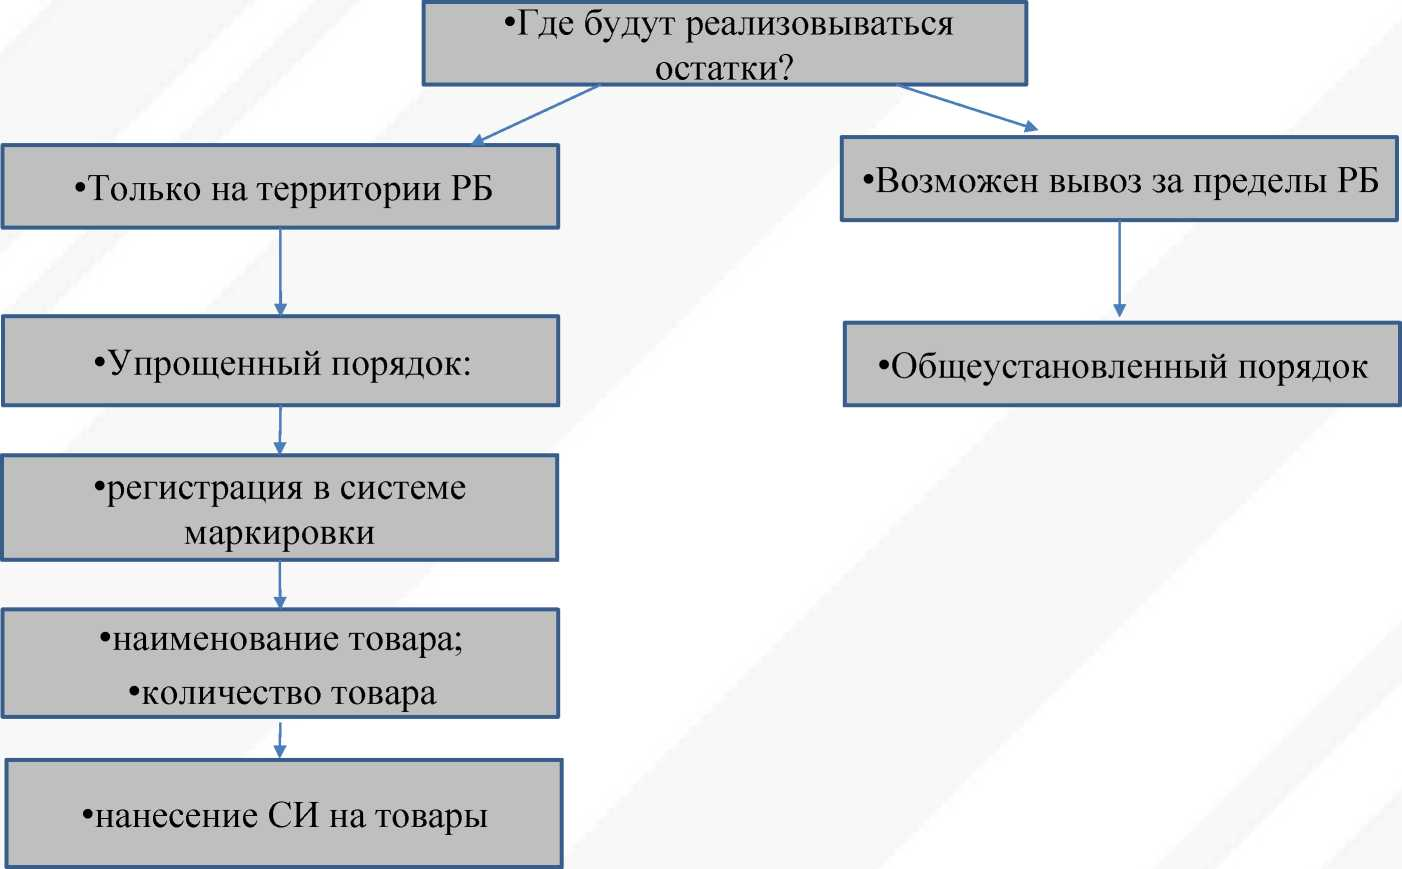 •Где будут реализовываться
остатки?
•Только на территории РБ
•Возможен вывоз за пределы РБ
•Упрощенный порядок:
•Общеустановленный порядок
•регистрация в системе
маркировки
•наименование товара;
•количество товара
•нанесение СИ на товары